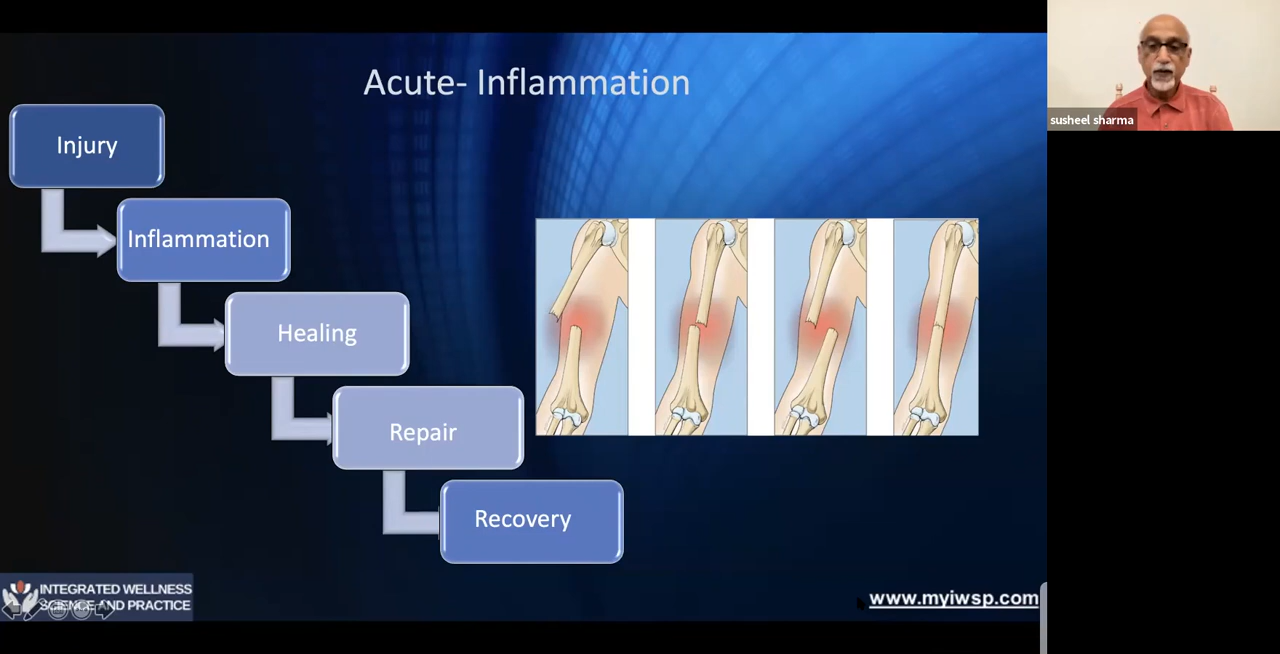 Acute- Inflammation
Injury
Inflammation
Healing
Repair
Recovery
INTEGRATED WELLNESS
SCIENCE AND PRACTICE
www.myiwsp.com
susheel sharma